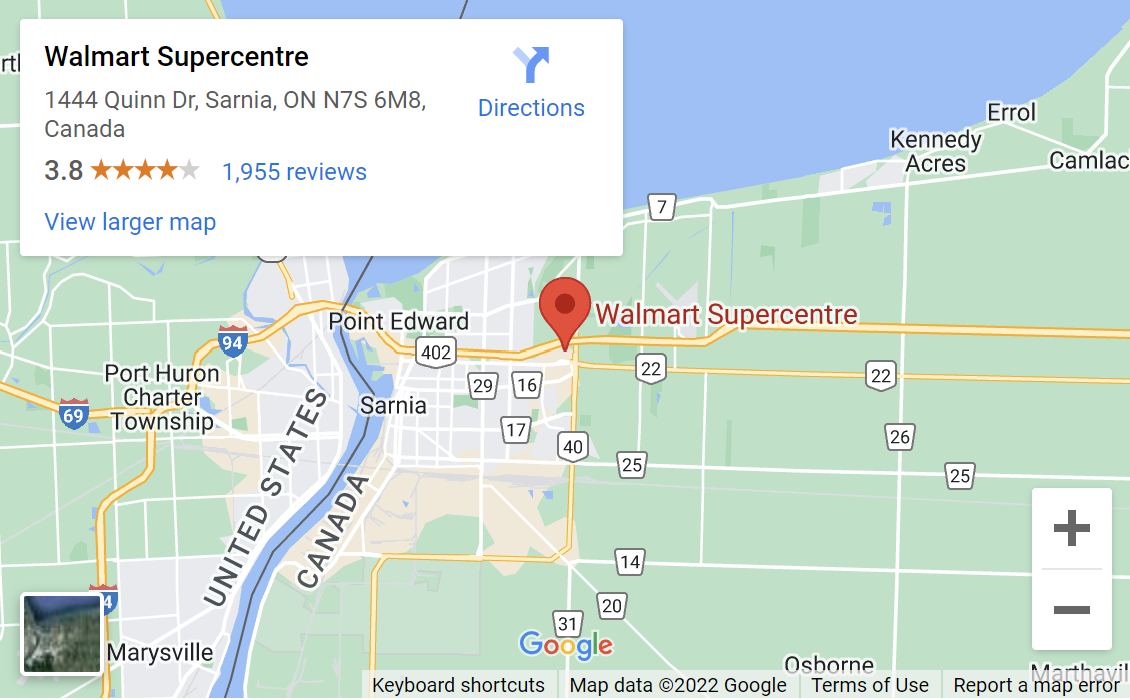 Walmart Supercentre
1444 Quinn Dr, Sarnia, ON N7S 6M8,
Canada
Directions
3.8
1,955 reviews
View larger map
Errol
Kennedy
Acres
Camlac
7
Walmart Supercentre
Point Edward
94
402
22
22
Port Huron
Charter
Township
29
16
69
Sarnia
17
40
26
25
25
UNITED STATES
CANADA
14
20
31
Marysville
Google
Osborne
Marthavil
Keyboard shortcuts
Map data ©2022 Google
Terms of Use
Report a map error